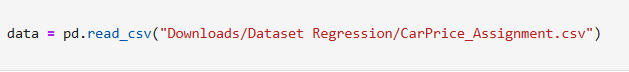 data = pd.read_csv("Downloads/Dataset Regression/CarPrice_Assignment.csv")